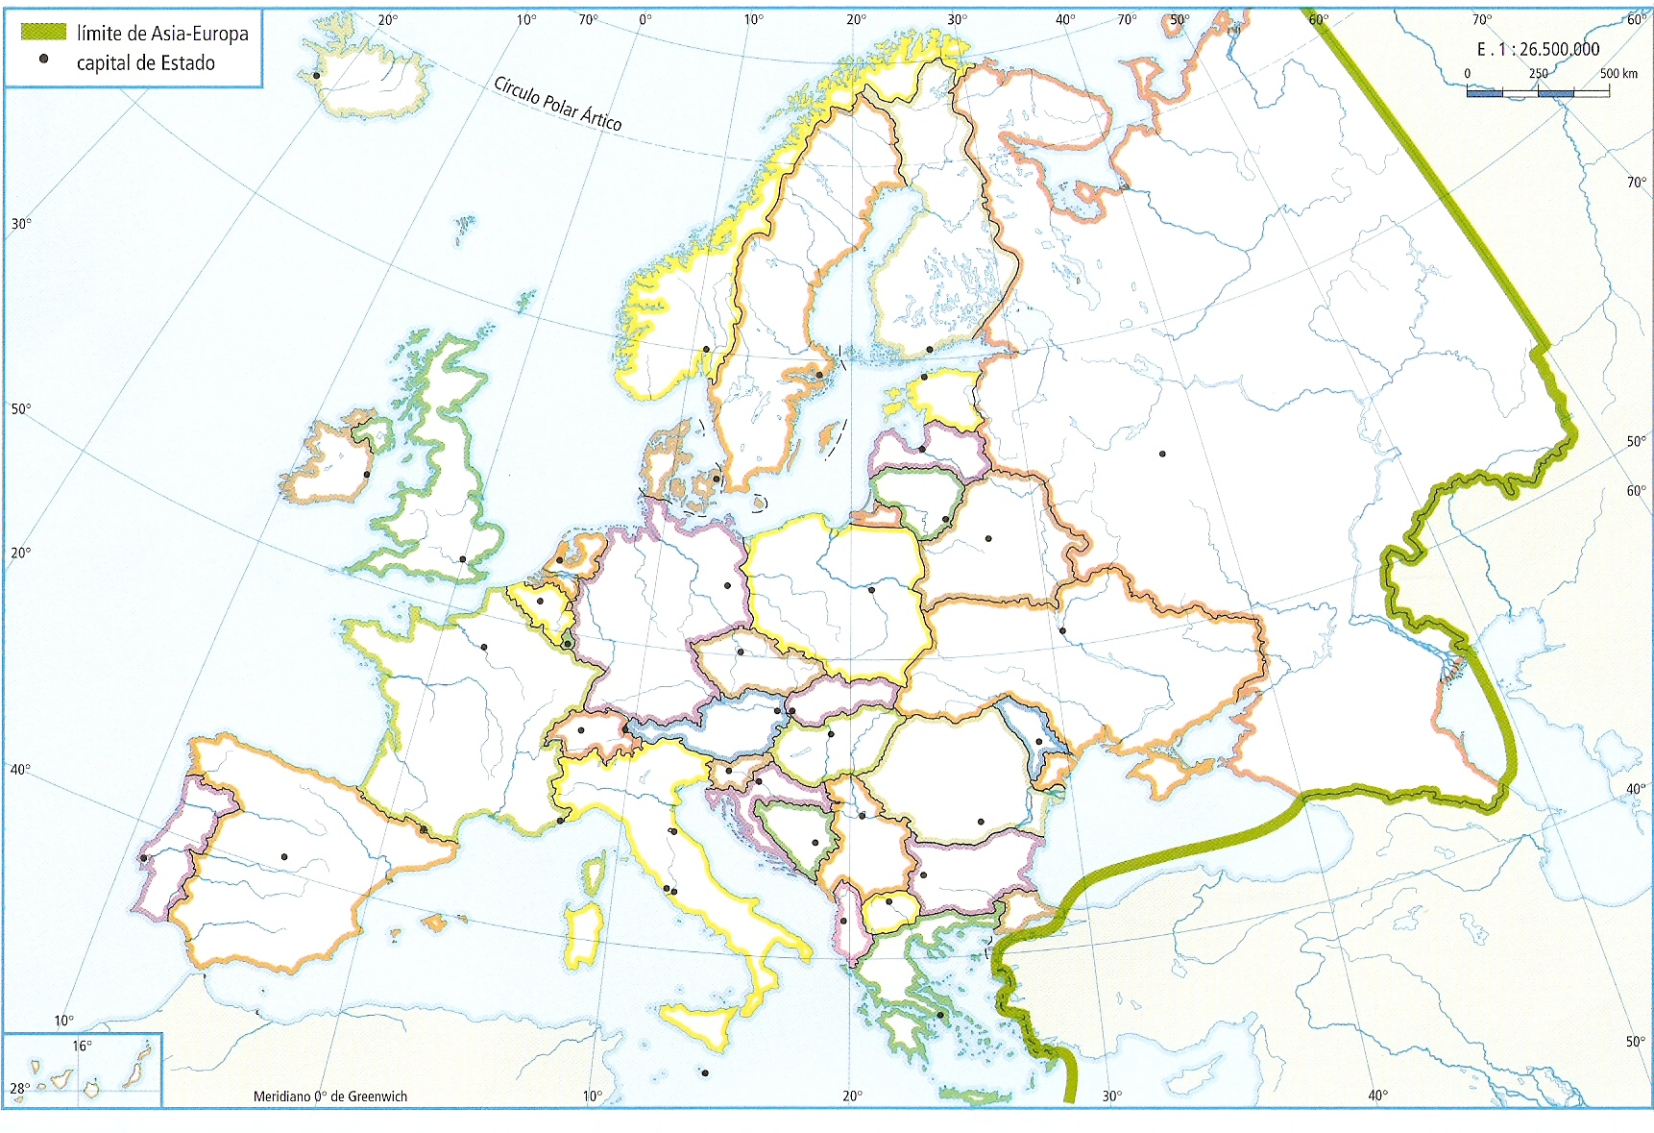 límite de Asia-Europa
capital de Estado
20° 10° 70° 0° 10° 20° 30° 40° 70° 50° 60° 70° 60°
E . 1 : 26.500.000
0 250 500 km
Círculo Polar Ártico
70°
30°
50°
50°
60°
20°
40°
40°
10°
16°
50°
28°
Meridiano 0° de Greenwich
10° 20° 30° 40°